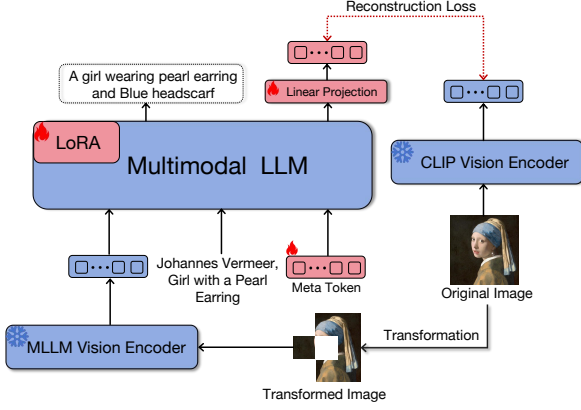 Reconstruction Loss
A girl wearing pearl earring
and Blue headscarf
Linear Projection
LoRA
Multimodal LLM
CLIP Vision Encoder
Johannes Vermeer,
Girl with a Pearl
Earring
Meta Token
Original Image
MLLM Vision Encoder
Transformation
Transformed Image